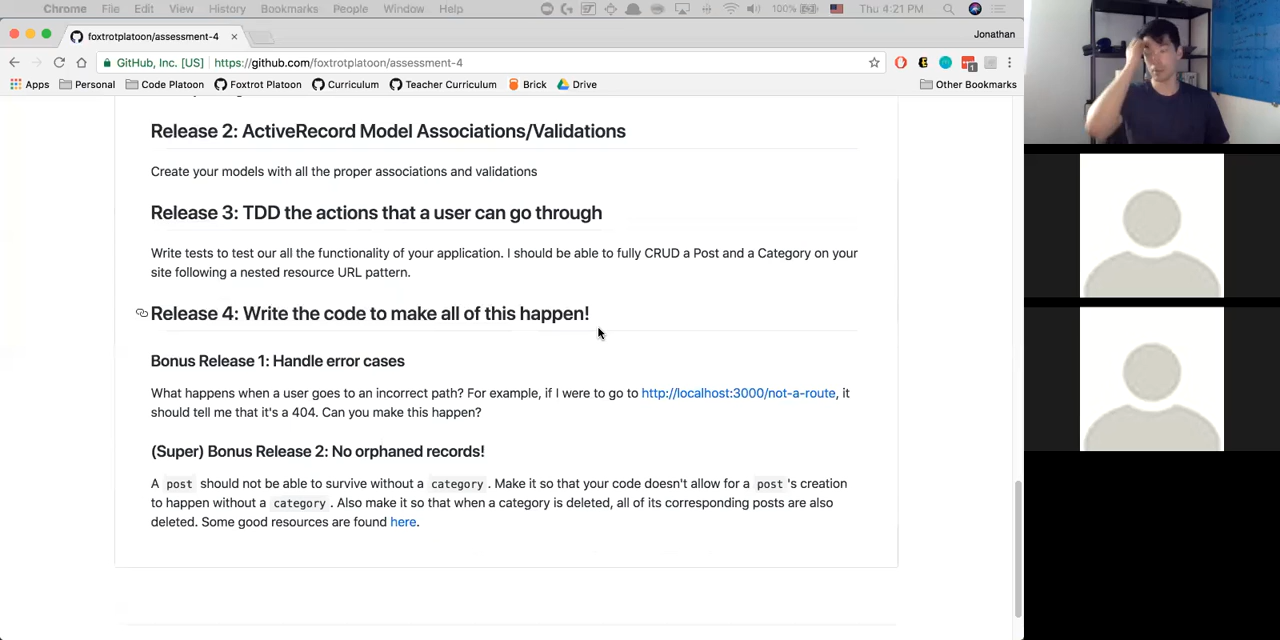 Chrome File Edit View History Bookmarks People Window Help 100% Thu 4:21 PM
foxtrotplatoon/assessment-4 Jonathan
GitHub, Inc. [US] https://github.com/foxtrotplatoon/assessment-4
Apps Personal Code Platoon Foxtrot Platoon Curriculum Teacher Curriculum Brick Drive Other Bookmarks
Release 2: ActiveRecord Model Associations/Validations
Create your models with all the proper associations and validations
Release 3: TDD the actions that a user can go through
Write tests to test our all the functionality of your application. I should be able to fully CRUD a Post and a Category on your
site following a nested resource URL pattern.
Release 4: Write the code to make all of this happen!
Bonus Release 1: Handle error cases
What happens when a user goes to an incorrect path? For example, if I were to go to http://localhost:3000/not-a-route, it
should tell me that it's a 404. Can you make this happen?
(Super) Bonus Release 2: No orphaned records!
A post should not be able to survive without a category. Make it so that your code doesn't allow for a post 's creation
to happen without a category. Also make it so that when a category is deleted, all of its corresponding posts are also
deleted. Some good resources are found here.